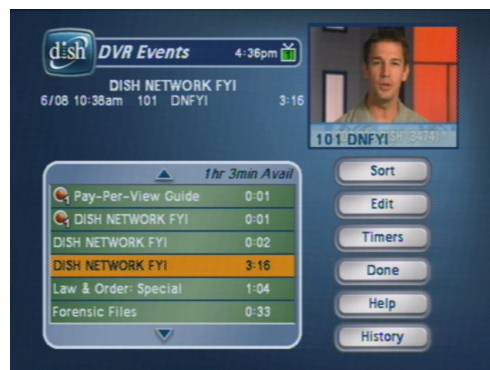 dish DVR Events 4:36pm
DISH NETWORK FYI
6/08 10:38am 101 DNFYI 3:16
101 DNFYI
1hr 3min Avail
Pay-Per-View Guide 0:01
DISH NETWORK FYI 0:01
DISH NETWORK FYI 0:02
DISH NETWORK FYI 3:16
Law & Order: Special 1:04
Forensic Files 0:33
Sort
Edit
Timers
Done
Help
History